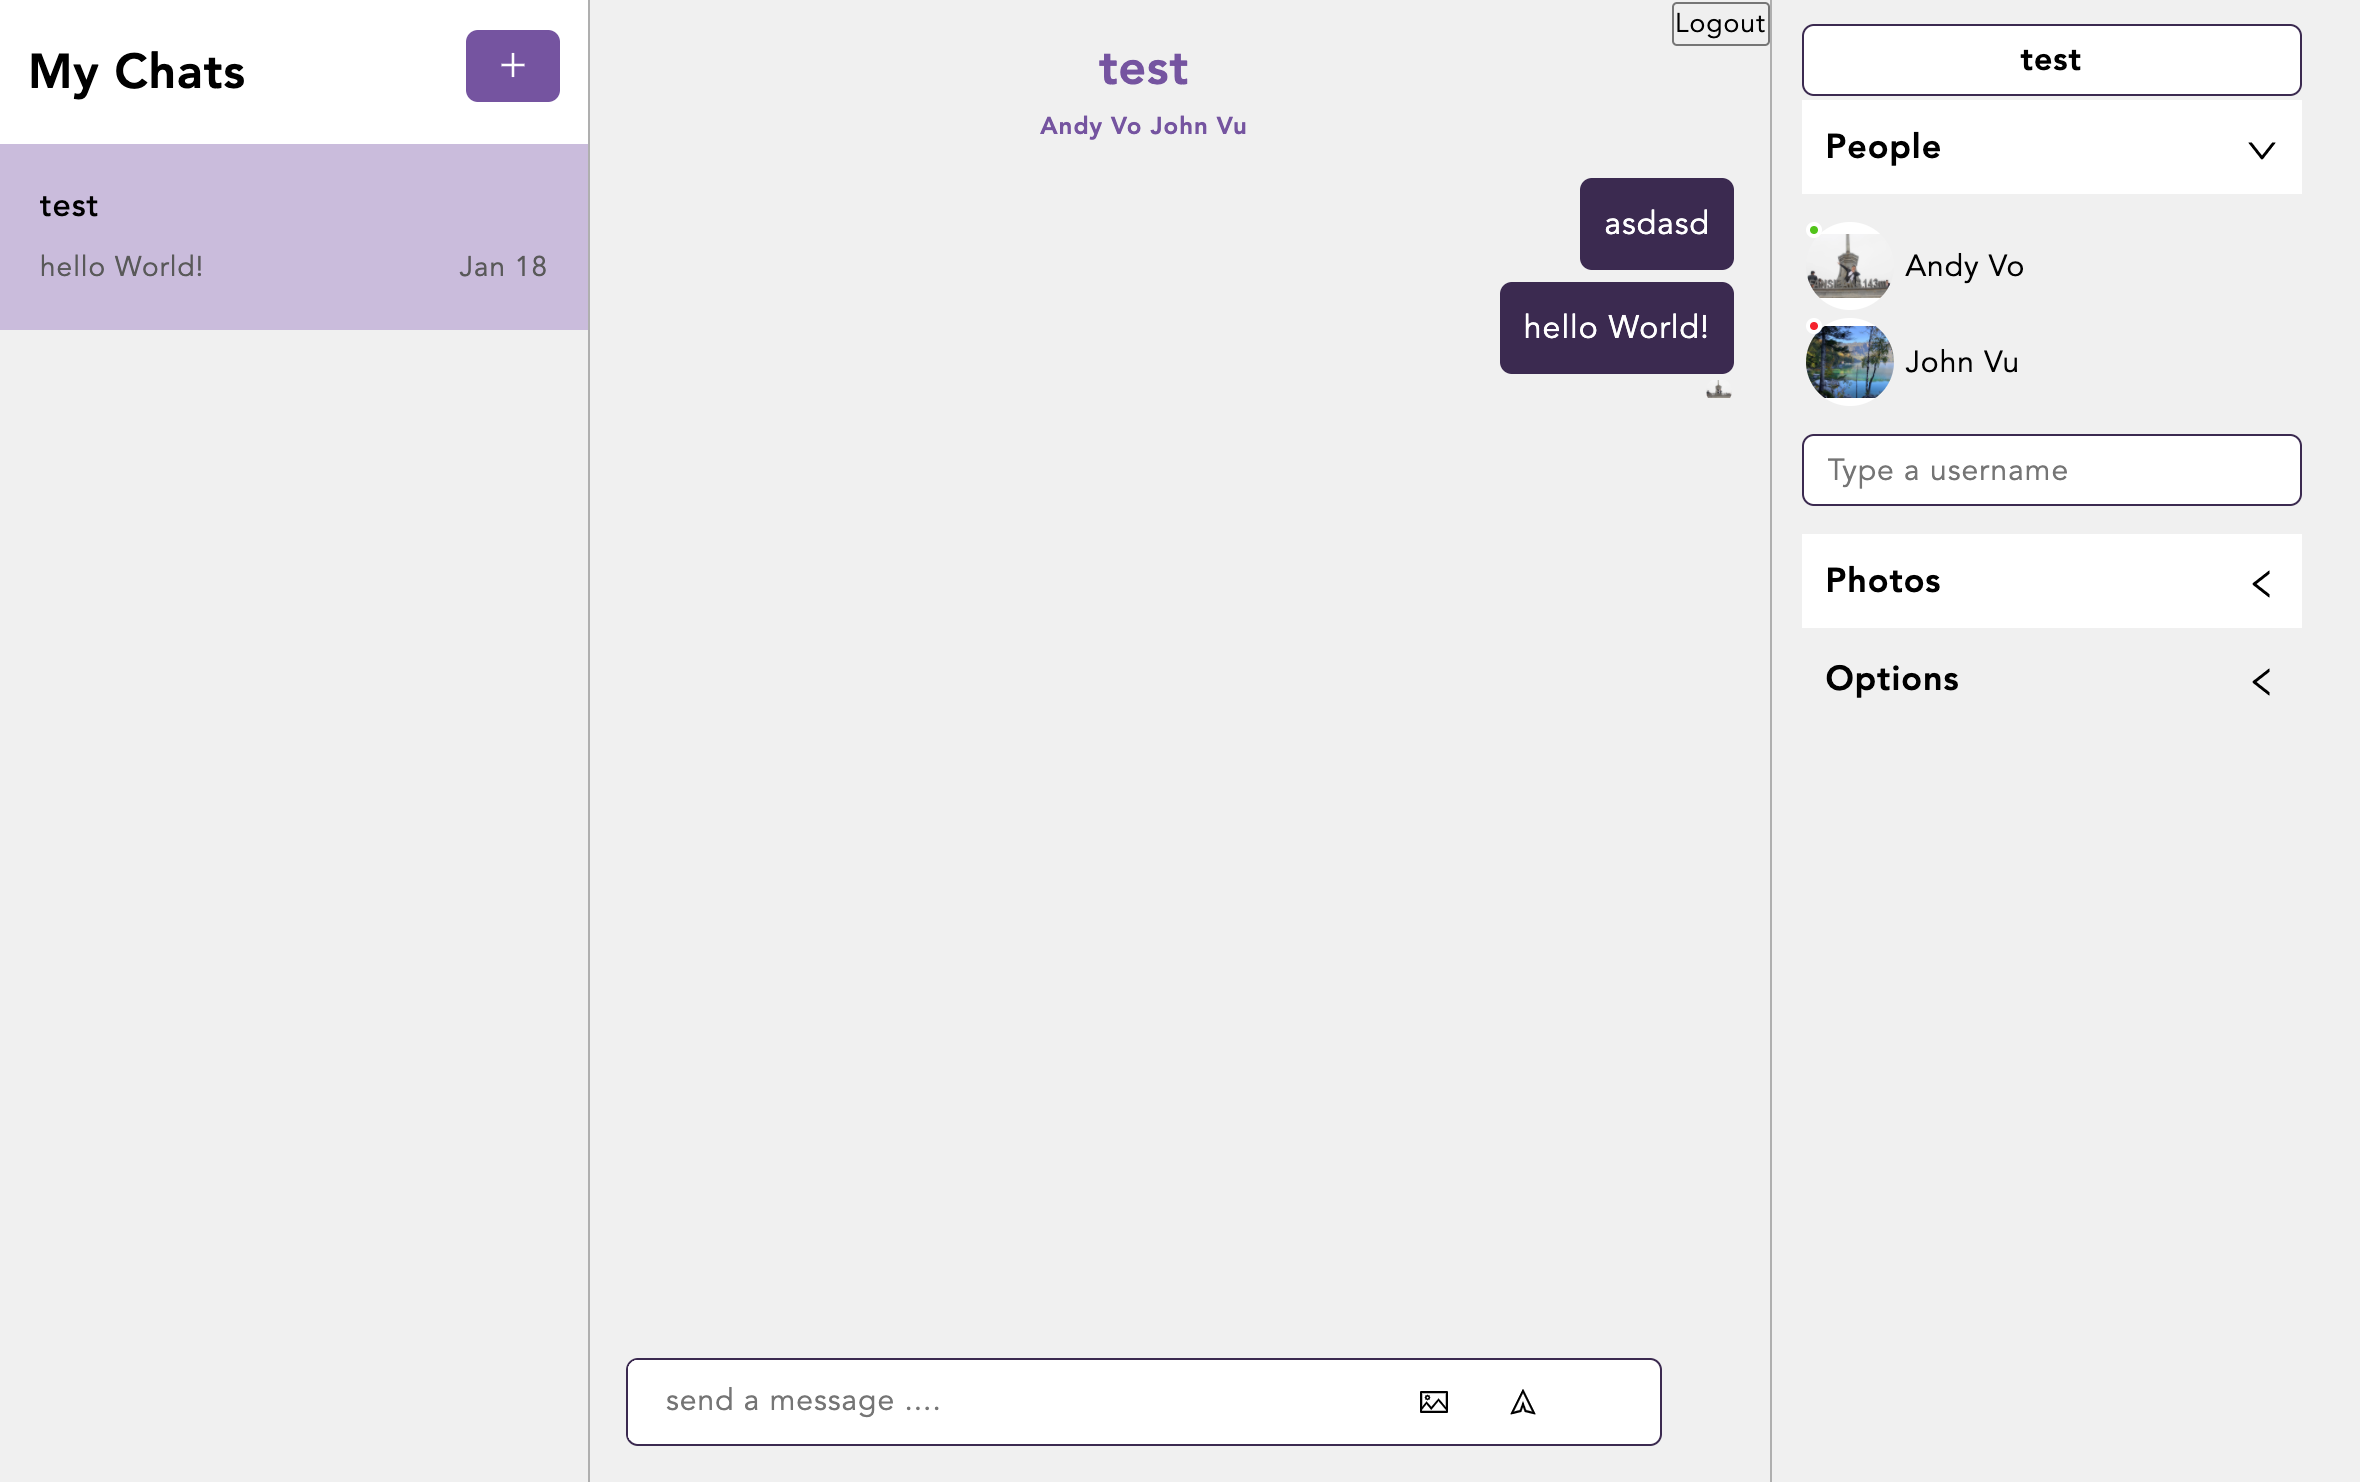 My Chats
+
test
hello World!
Jan 18
Logout
test
Andy Vo John Vu
asdasd
hello World!
send a message ....
test
People
Andy Vo
John Vu
Type a username
Photos
Options